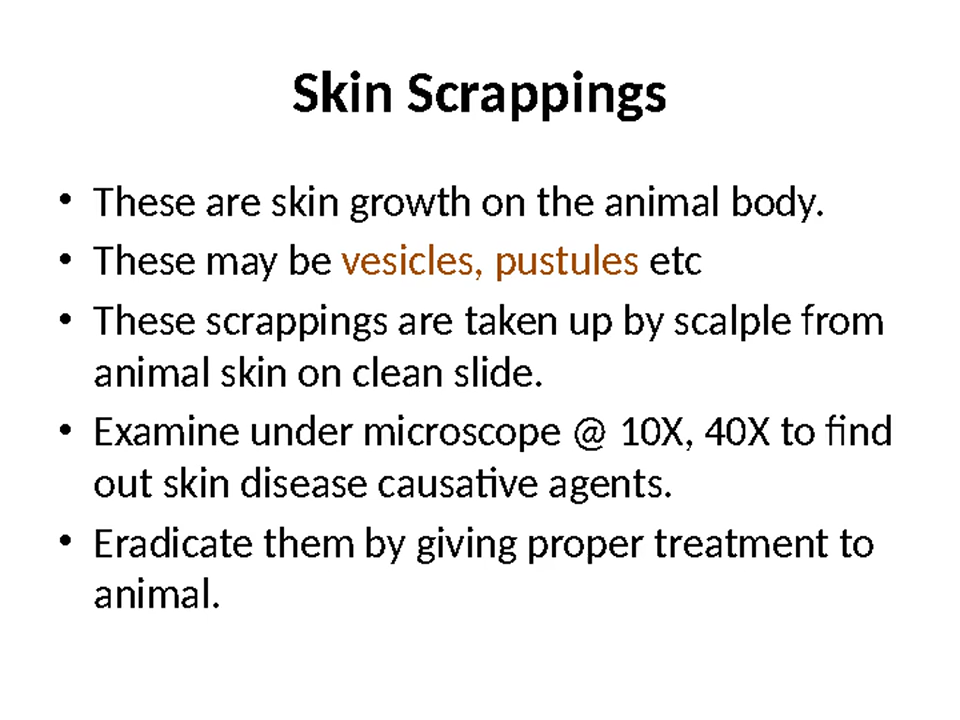 Skin Scrappings
• These are skin growth on the animal body.
• These may be vesicles, pustules etc
• These scrappings are taken up by scalple from
animal skin on clean slide.
• Examine under microscope @ 10X, 40X to find
out skin disease causative agents.
• Eradicate them by giving proper treatment to
animal.